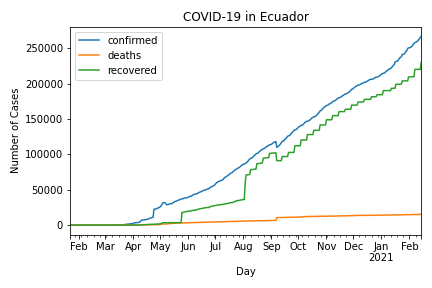 COVID-19 in Ecuador
confirmed
deaths
recovered
Number of Cases
250000
200000
150000
100000
50000
0
Feb Mar Apr May Jun Jul Aug Sep Oct Nov Dec Jan Feb
2021
Day